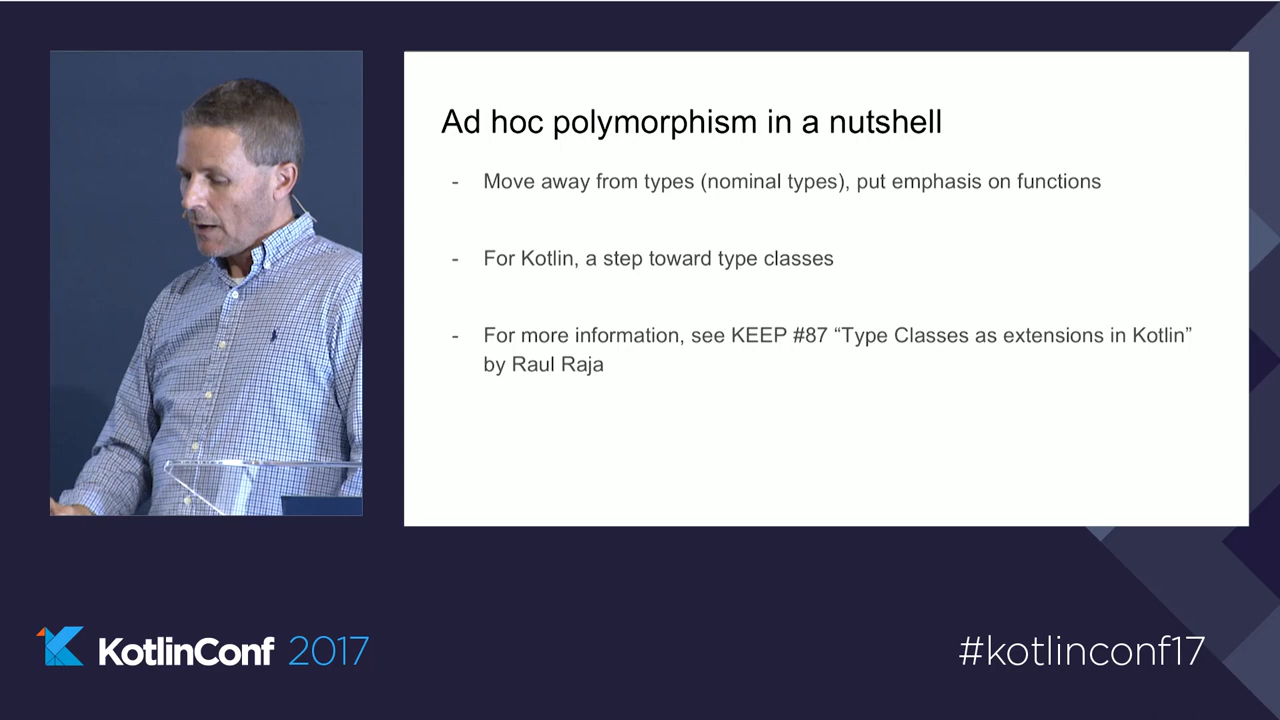 Ad hoc polymorphism in a nutshell
- Move away from types (nominal types), put emphasis on functions
- For Kotlin, a step toward type classes
- For more information, see KEEP #87 “Type Classes as extensions in Kotlin”
by Raul Raja
KotlinConf 2017
#kotlinconf17